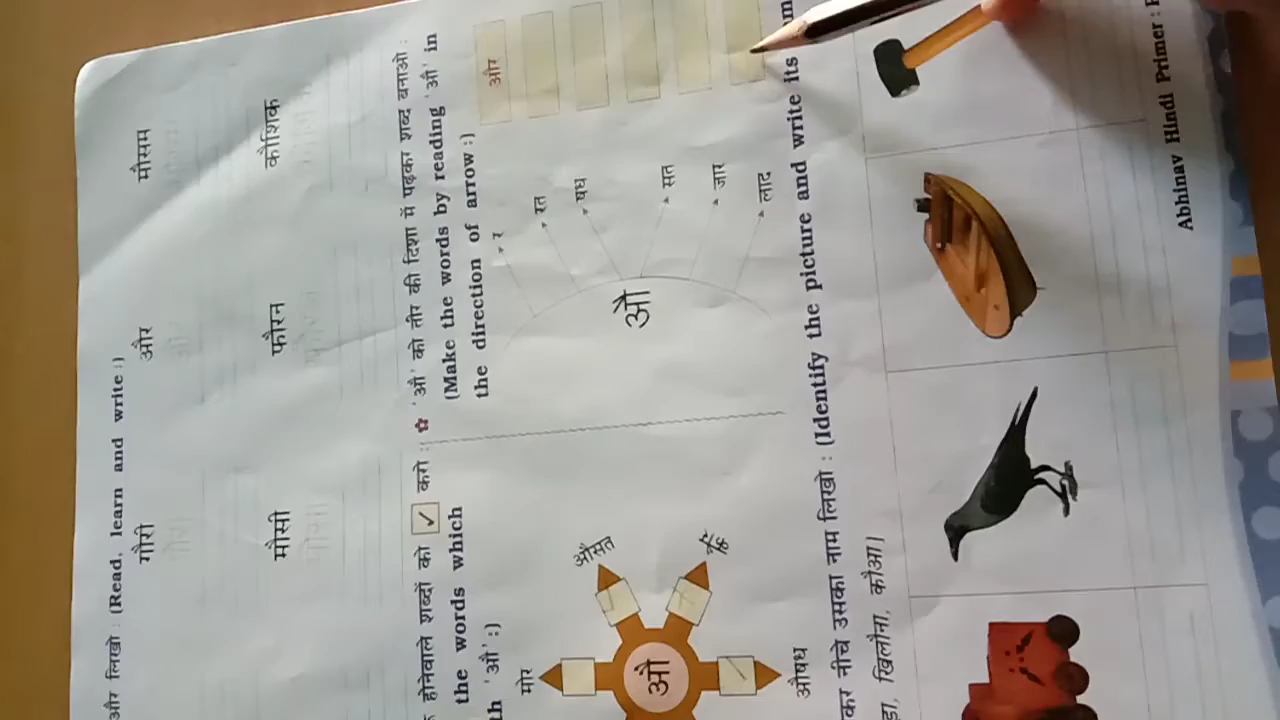 और लिखो : (Read, learn and write :)
गौरी और मौसम
मौसी फौरन कौशिक
होनेवाले शब्दों को ✓ करो :
the words which
'औ' :)
मोर
औसत
औषध
औ
✿ 'औ' को तीर की दिशा में पढ़कर शब्द बनाओ :
(Make the words by reading 'औ' in
the direction of arrow :)
र और
रत
षध
औ
सत
जार
लाद
कर नीचे उसका नाम लिखो : (Identify the picture and write its
खिलौना, कौआ।
Abhinav Hindi Primer :